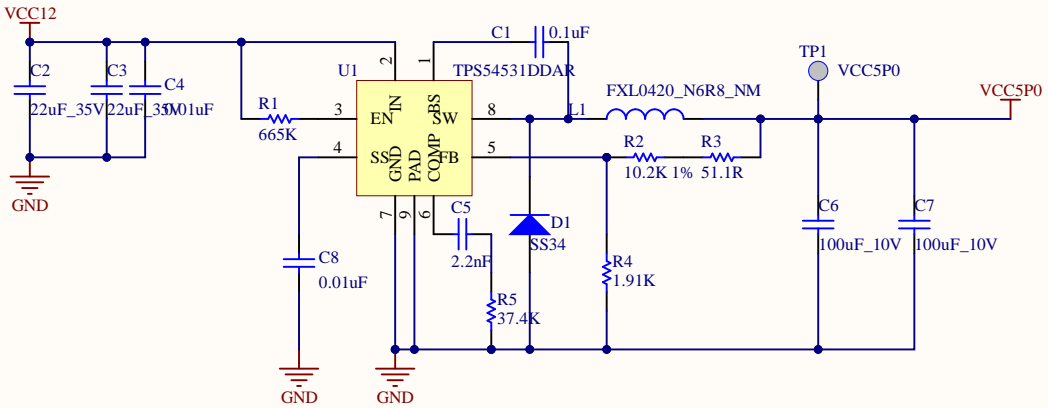 VCC12
C2
22uF_35V
C3
22uF_35V
C4
0.01uF
GND
R1
665K
U1
TPS54531DDAR
2
IN
1
BS
3
EN
4
SS
SW
8
FB
5
GND
7
PAD
9
COMP
6
C1
0.1uF
L1
FXL0420_N6R8_NM
R2
10.2K 1%
R3
51.1R
TP1
VCC5P0
VCC5P0
C5
2.2nF
R5
37.4K
D1
SS34
R4
1.91K
C6
100uF_10V
C7
100uF_10V
C8
0.01uF
GND
GND